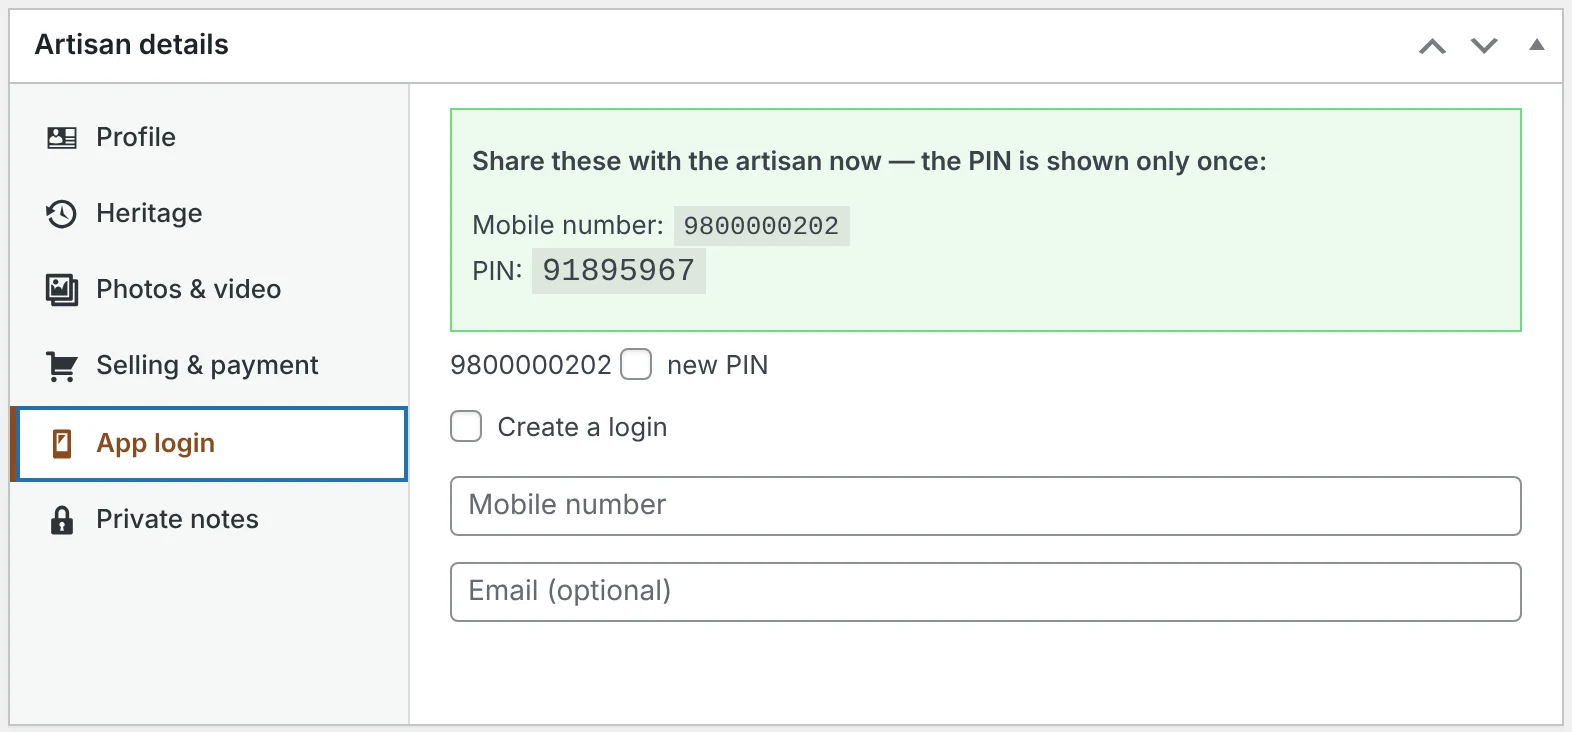 Artisan details
Profile
Heritage
Photos & video
Selling & payment
App login
Private notes
Share these with the artisan now — the PIN is shown only once:
Mobile number: 9800000202
PIN: 91895967
9800000202 new PIN
Create a login
Mobile number
Email (optional)